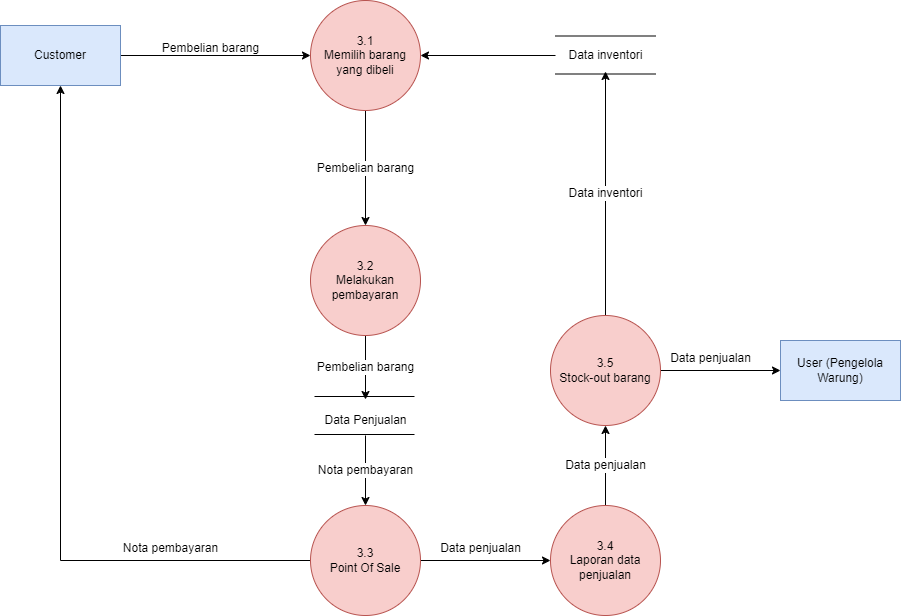 Customer
Pembelian barang
3.1
Memilih barang
yang dibeli
Data inventori
Pembelian barang
Data inventori
3.2
Melakukan
pembayaran
Pembelian barang
Data Penjualan
3.5
Stock-out barang
Data penjualan
User (Pengelola
Warung)
Nota pembayaran
Data penjualan
Nota pembayaran
3.3
Point Of Sale
Data penjualan
3.4
Laporan data
penjualan